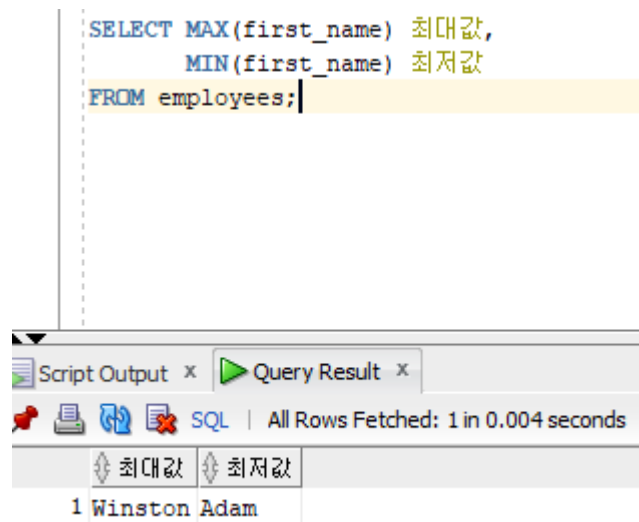 SELECT MAX(first_name) 최대값,
MIN(first_name) 최저값
FROM employees;
Script Output x Query Result x
SQL | All Rows Fetched: 1 in 0.004 seconds
최대값 최저값
1 Winston Adam